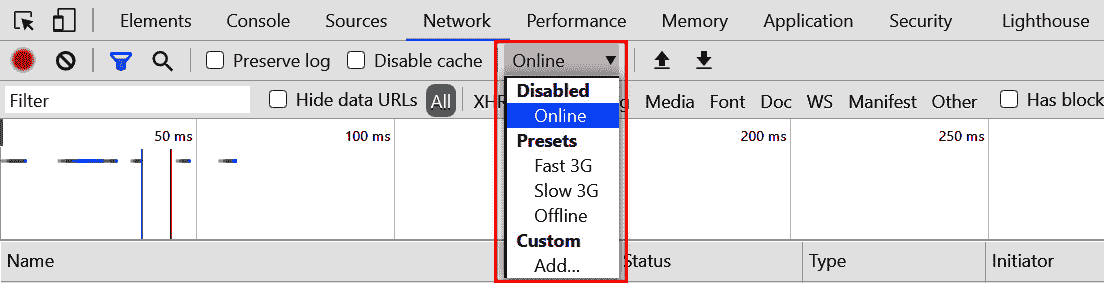 Elements Console Sources Network Performance Memory Application Security Lighthouse
Preserve log Disable cache Online
Filter Hide data URLs All XH Media Font Doc WS Manifest Other Has block
Disabled
Online
Presets
Fast 3G
Slow 3G
Offline
Custom
Add...
50 ms 100 ms 200 ms 250 ms
Name Status Type Initiator